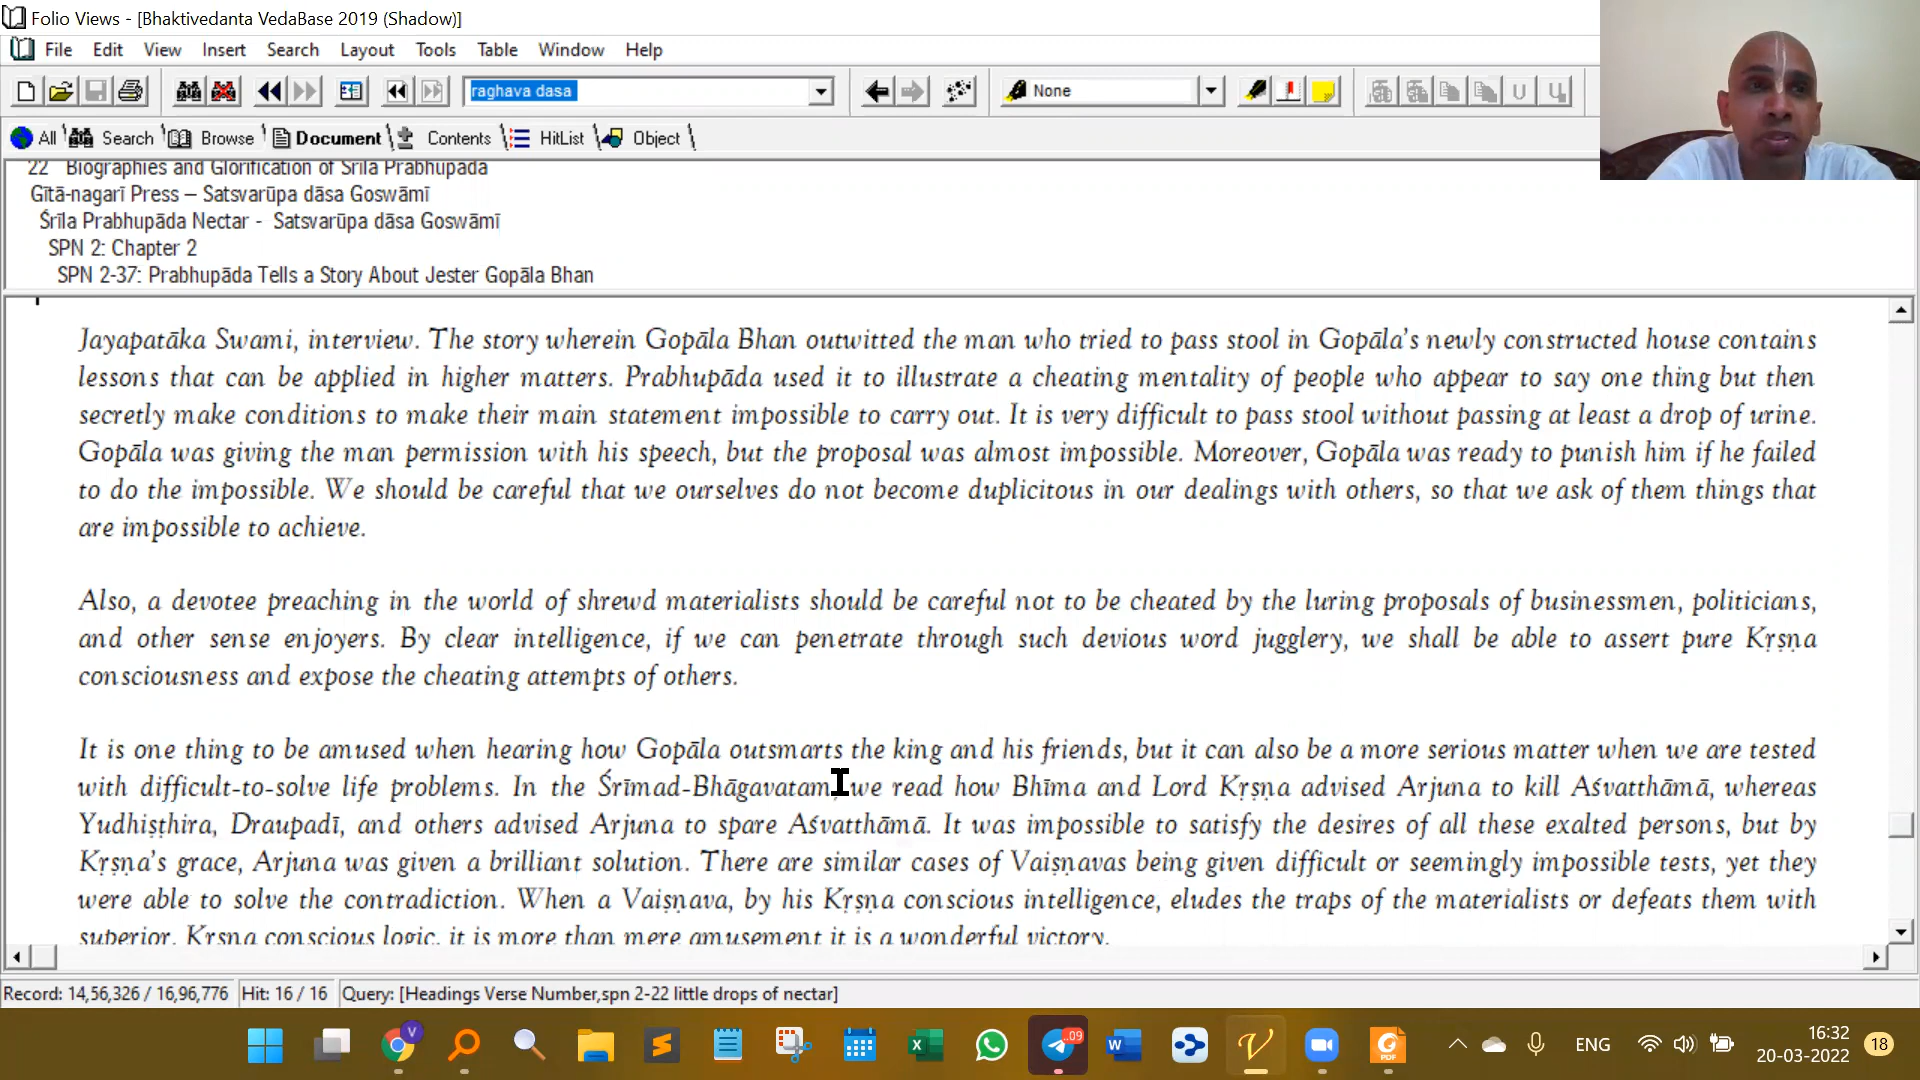 Folio Views - [Bhaktivedanta VedaBase 2019 (Shadow)]
File Edit View Insert Search Layout Tools Table Window Help
raghava dasa None
All Search Browse Document Contents HitList Object
22 Biographies and Glorification of Śrīla Prabhupāda
Gītā-nagarī Press – Satsvarūpa dāsa Goswāmī
Śrīla Prabhupāda Nectar - Satsvarūpa dāsa Goswāmī
SPN 2: Chapter 2
SPN 2-37: Prabhupāda Tells a Story About Jester Gopāla Bhan
Jayapatāka Swami, interview. The story wherein Gopāla Bhan outwitted the man who tried to pass stool in Gopāla's newly constructed house contains
lessons that can be applied in higher matters. Prabhupāda used it to illustrate a cheating mentality of people who appear to say one thing but then
secretly make conditions to make their main statement impossible to carry out. It is very difficult to pass stool without passing at least a drop of urine.
Gopāla was giving the man permission with his speech, but the proposal was almost impossible. Moreover, Gopāla was ready to punish him if he failed
to do the impossible. We should be careful that we ourselves do not become duplicitous in our dealings with others, so that we ask of them things that
are impossible to achieve.
Also, a devotee preaching in the world of shrewd materialists should be careful not to be cheated by the luring proposals of businessmen, politicians,
and other sense enjoyers. By clear intelligence, if we can penetrate through such devious word jugglery, we shall be able to assert pure Kṛṣṇa
consciousness and expose the cheating attempts of others.
It is one thing to be amused when hearing how Gopāla outsmarts the king and his friends, but it can also be a more serious matter when we are tested
with difficult-to-solve life problems. In the Śrīmad-Bhāgavatam, we read how Bhīma and Lord Kṛṣṇa advised Arjuna to kill Aśvatthāmā, whereas
Yudhiṣṭhira, Draupadī, and others advised Arjuna to spare Aśvatthāmā. It was impossible to satisfy the desires of all these exalted persons, but by
Kṛṣṇa's grace, Arjuna was given a brilliant solution. There are similar cases of Vaiṣṇavas being given difficult or seemingly impossible tests, yet they
were able to solve the contradiction. When a Vaiṣṇava, by his Kṛṣṇa conscious intelligence, eludes the traps of the materialists or defeats them with
superior, Kṛṣṇa conscious logic, it is more than mere amusement it is a wonderful victory.
Record: 14,56,326 / 16,96,776 Hit: 16 / 16 Query: [Headings Verse Number,spn 2-22 little drops of nectar]
V ..09 ENG 16:32 18
20-03-2022